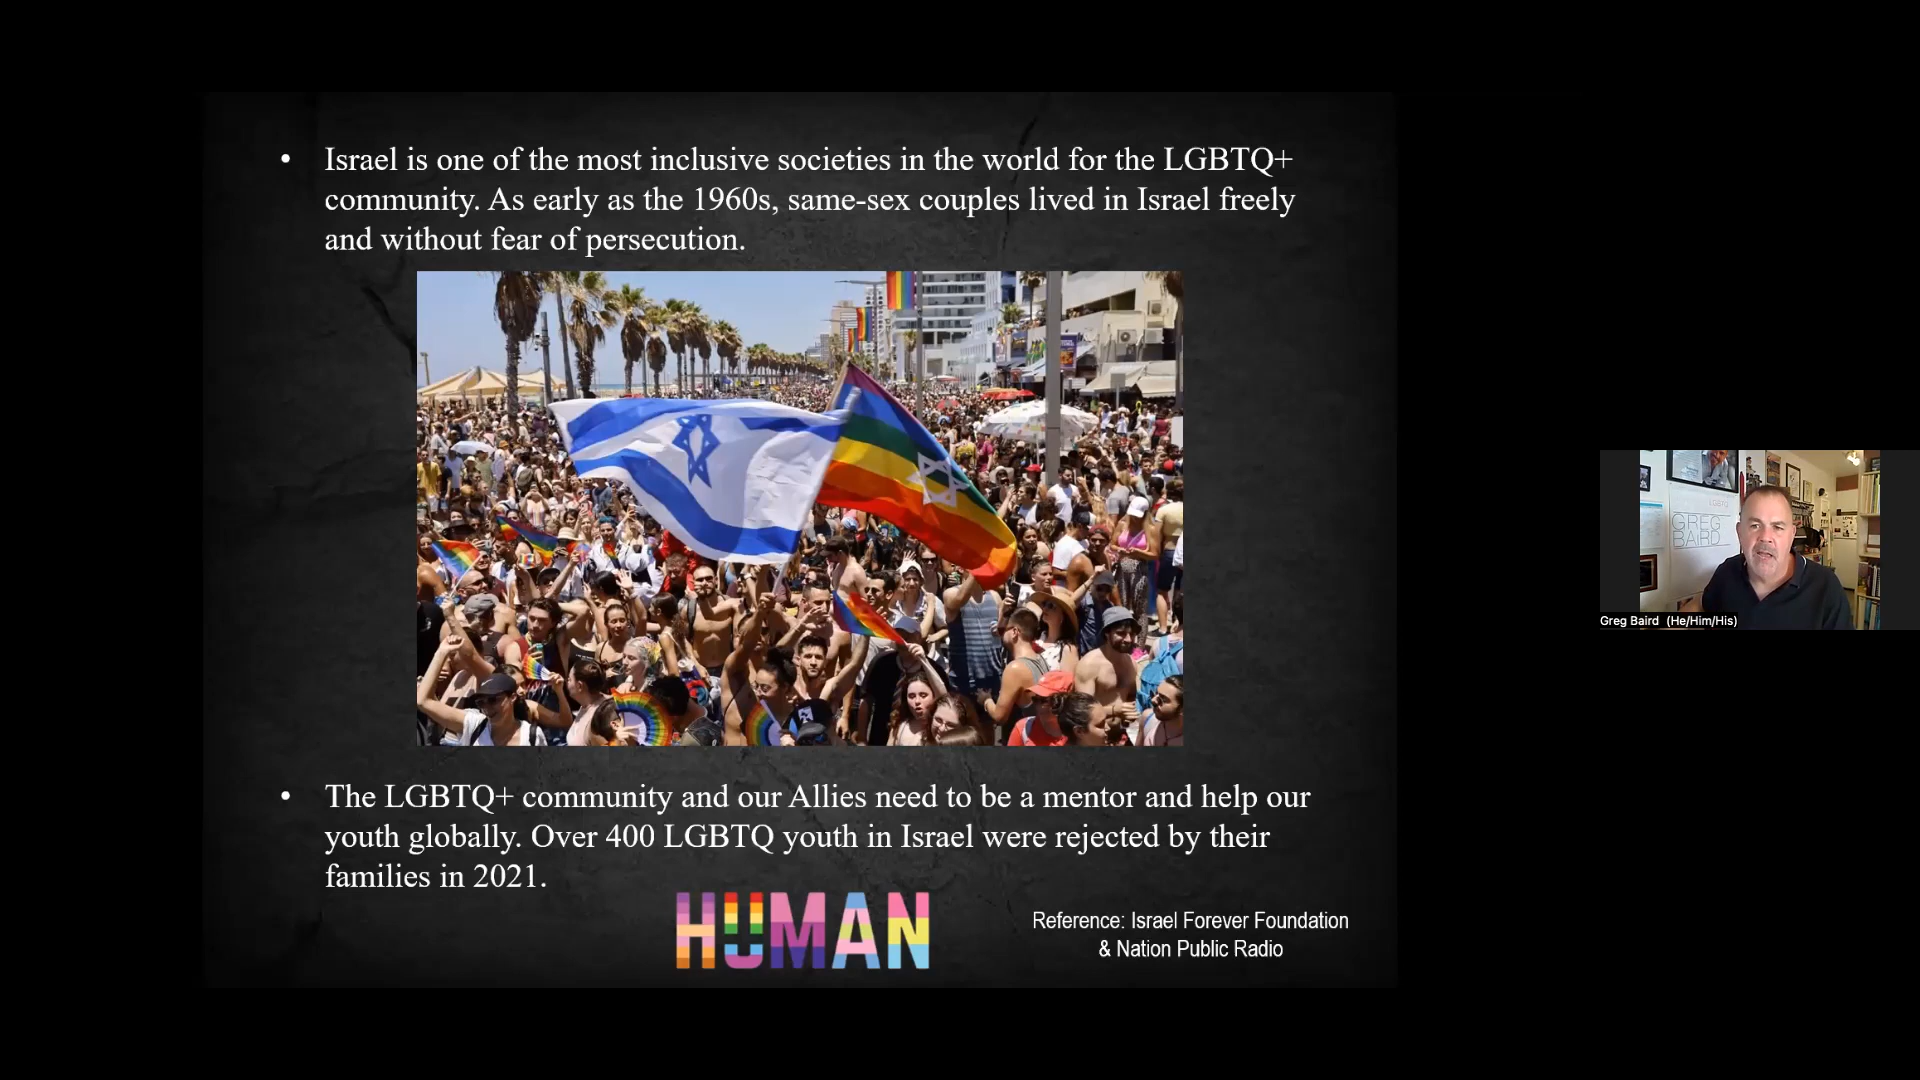 • Israel is one of the most inclusive societies in the world for the LGBTQ+
community. As early as the 1960s, same-sex couples lived in Israel freely
and without fear of persecution.
• The LGBTQ+ community and our Allies need to be a mentor and help our
youth globally. Over 400 LGBTQ youth in Israel were rejected by their
families in 2021.
HUMAN
Reference: Israel Forever Foundation
& Nation Public Radio
LGBTQ
GREG
BAIRD
Greg Baird (He/Him/His)